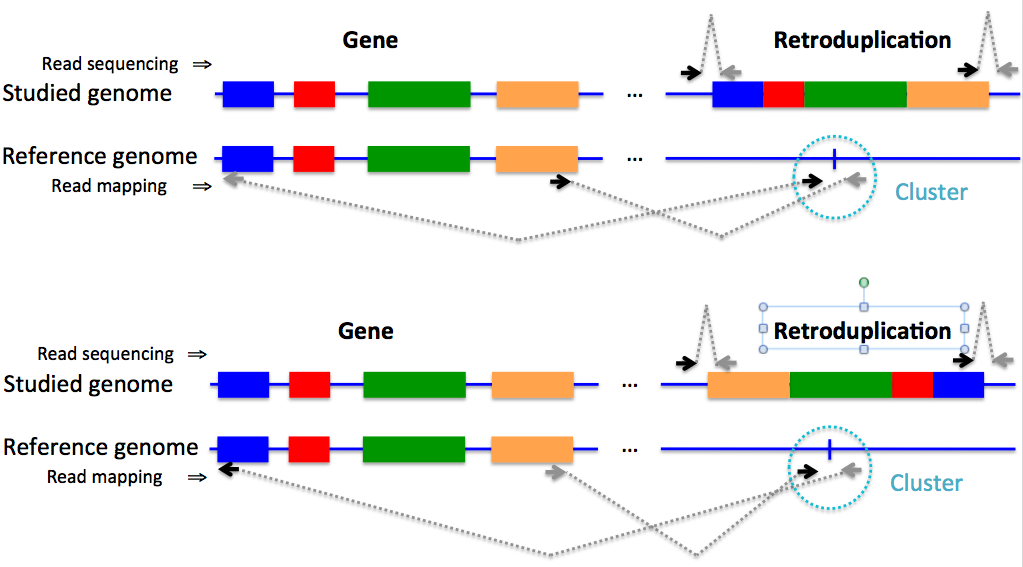 Gene
Retroduplication
Read sequencing ⇒
Studied genome
...
Reference genome
...
Read mapping ⇒
Cluster
Gene
Retroduplication
Read sequencing ⇒
Studied genome
...
Reference genome
...
Read mapping ⇒
Cluster